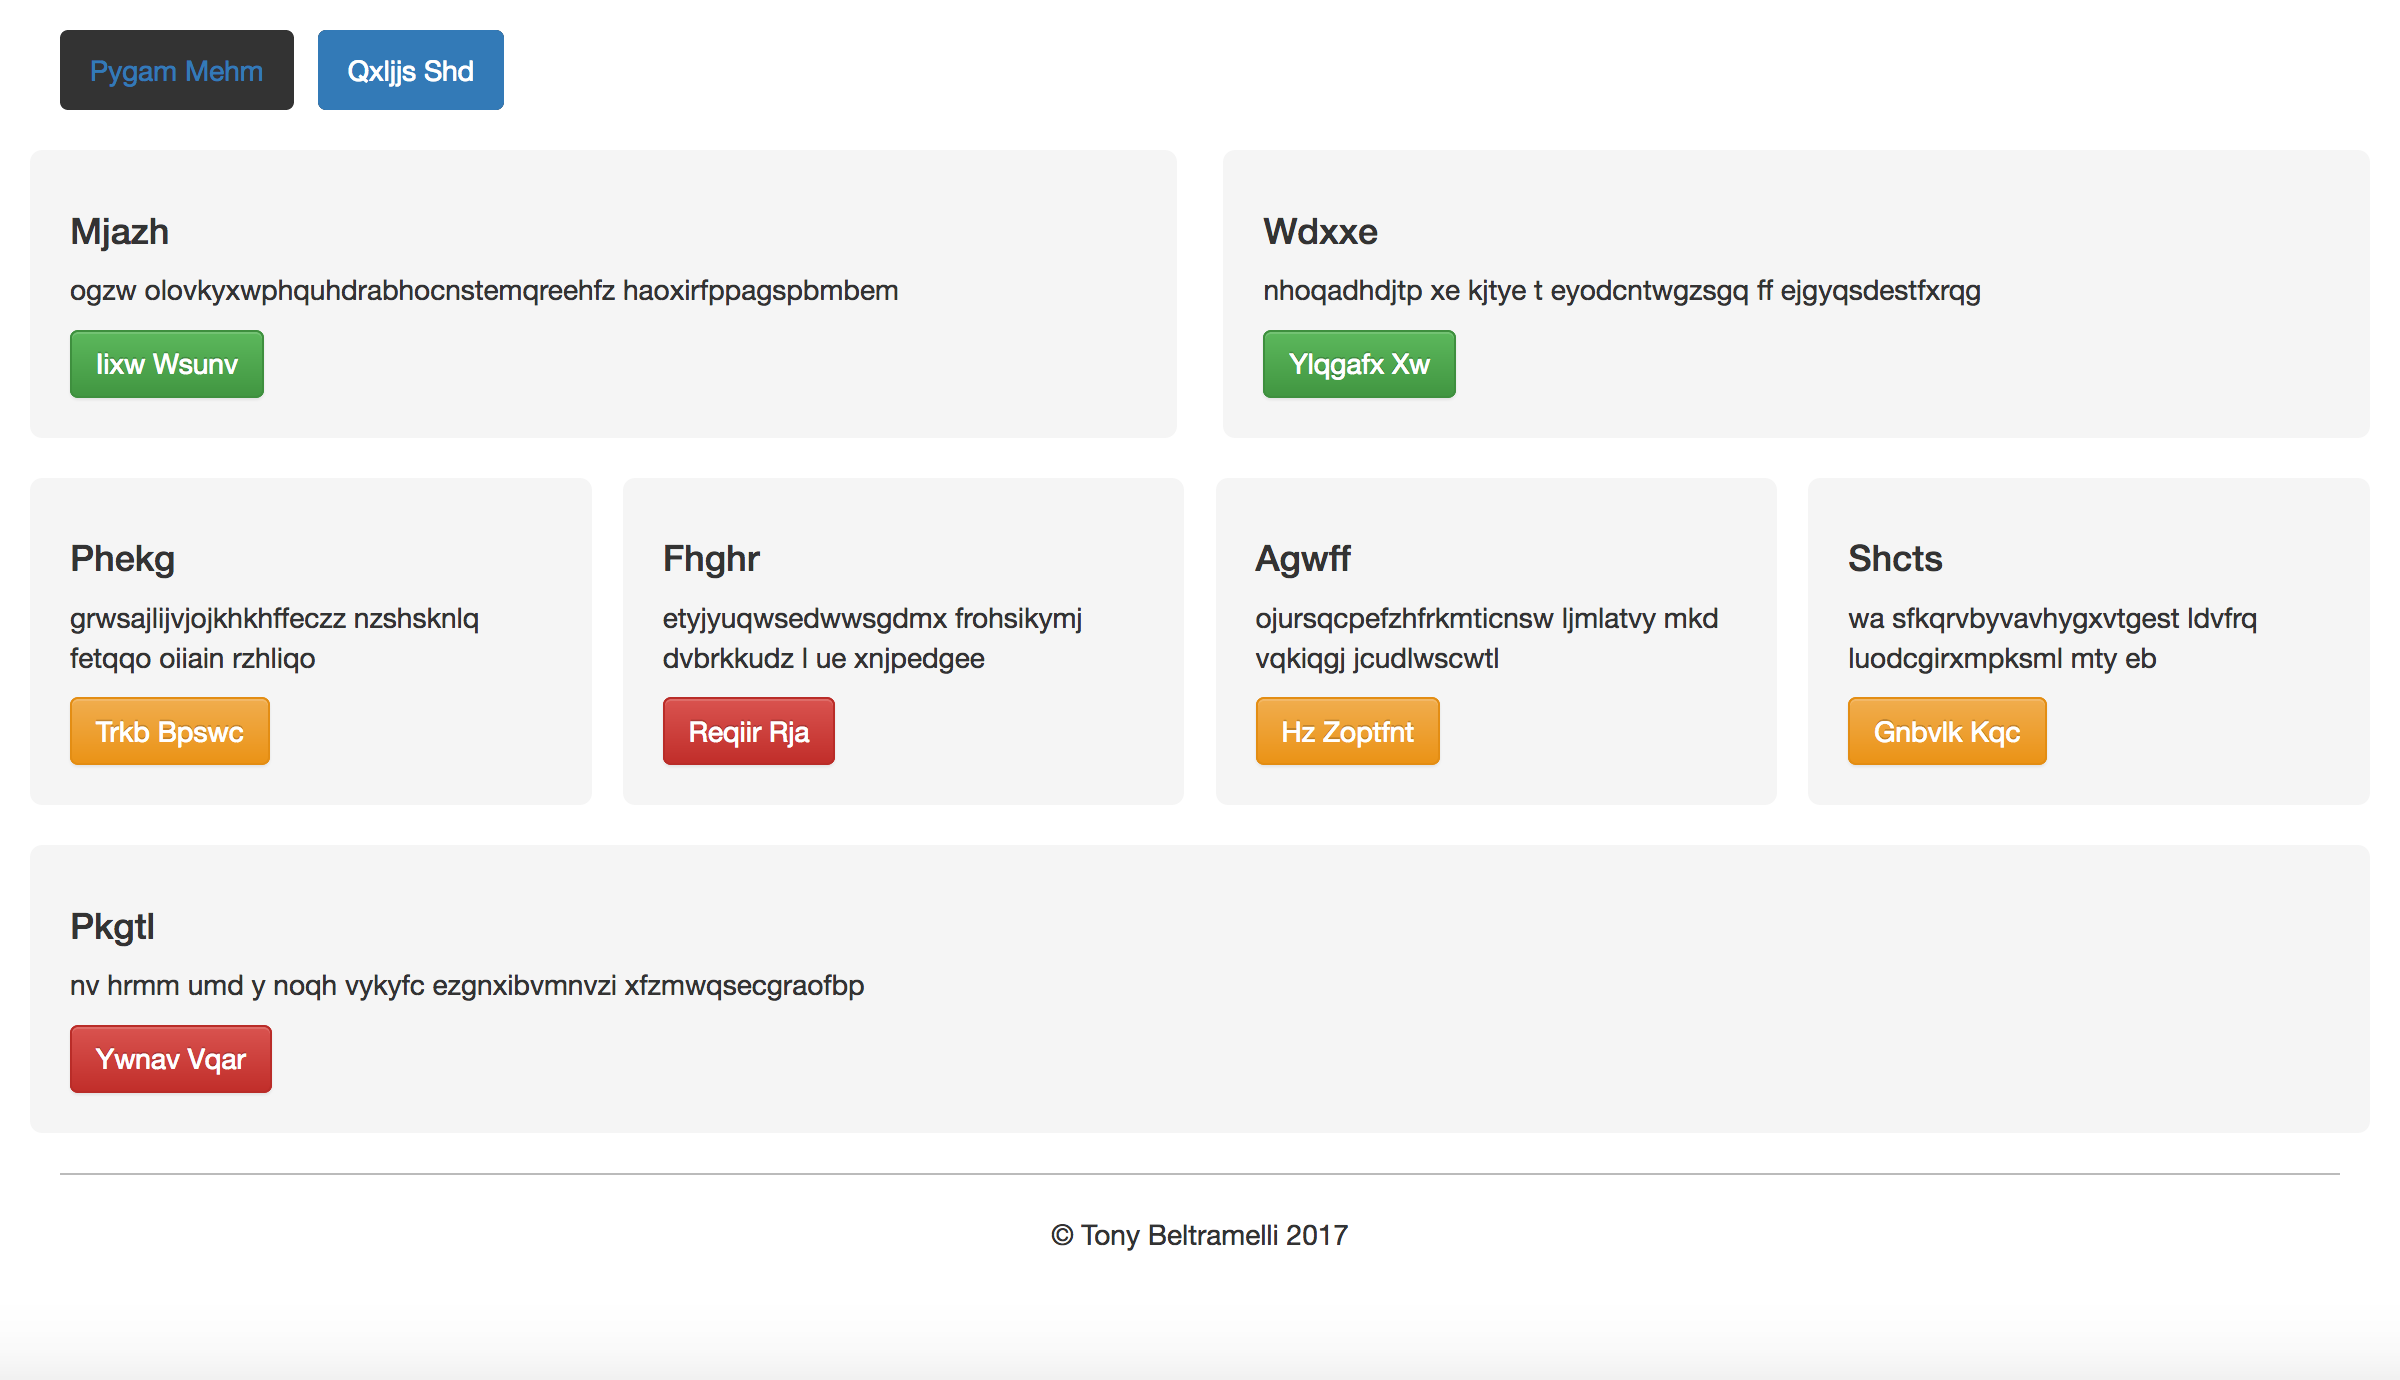 Pygam Mehm
Qxljjs Shd
Mjazh
ogzw olovkyxwphquhdrabhocnstemqreehfz haoxirfppagspbmbem
Iixw Wsunv
Wdxxe
nhoqadhdjtp xe kjtye t eyodcntwgzsgq ff ejgyqsdestfxrqg
Ylqgafx Xw
Phekg
grwsajlijvjojkhkhffeczz nzshsknlq
fetqqo oiiain rzhliqo
Trkb Bpswc
Fhghr
etyjyuqwsedwwsgdmx frohsikymj
dvbrkkudz l ue xnjpedgee
Reqiir Rja
Agwff
ojursqcpefzhfrkmticnsw ljmlatvy mkd
vqkiqgj jcudlwscwtl
Hz Zoptfnt
Shcts
wa sfkqrvbyvavhygxvtgest ldvfrq
luodcgirxmpksml mty eb
Gnbvlk Kqc
Pkgtl
nv hrmm umd y noqh vykyfc ezgnxibvmnvzi xfzmwqsecgraofbp
Ywnav Vqar
© Tony Beltramelli 2017